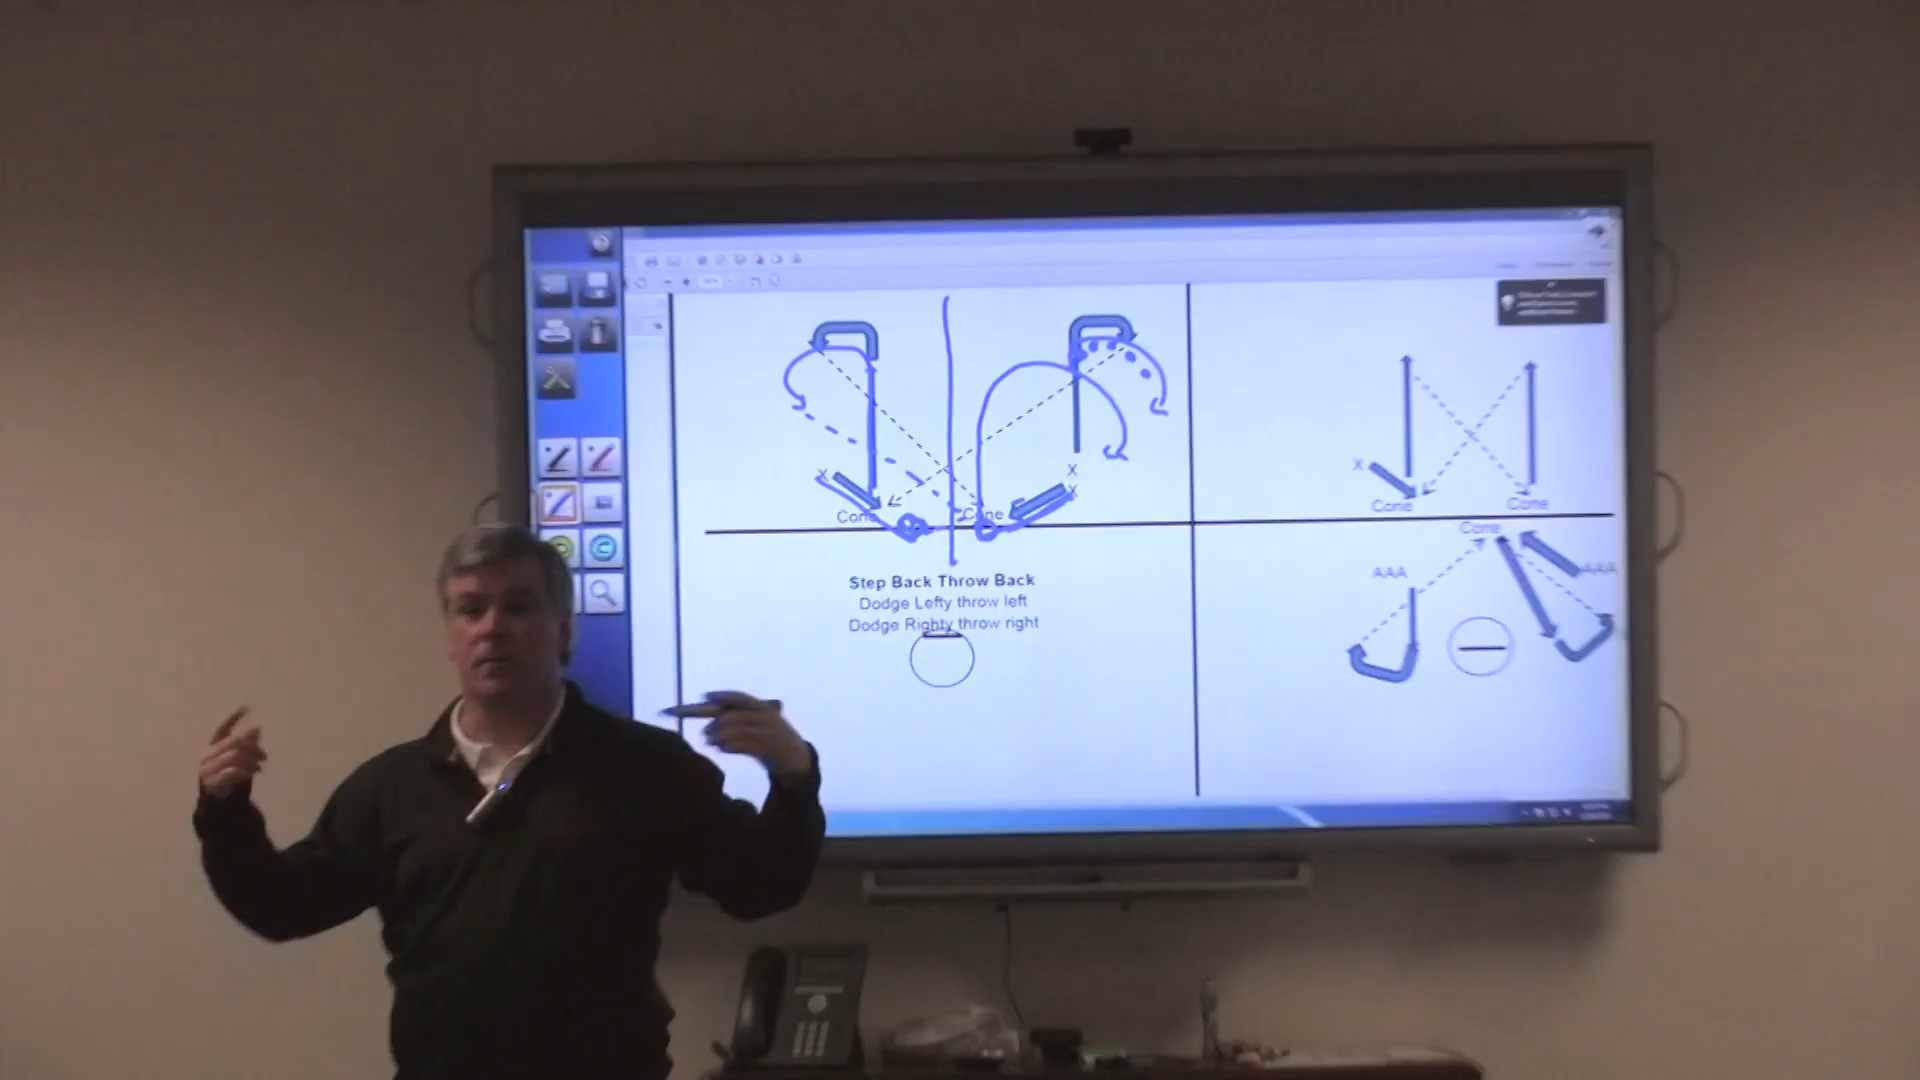 X
Cone
X
X
Cone
Step Back Throw Back
Dodge Lefty throw left
Dodge Righty throw right
X
Cone
Cone
Cone
AAA
AAA